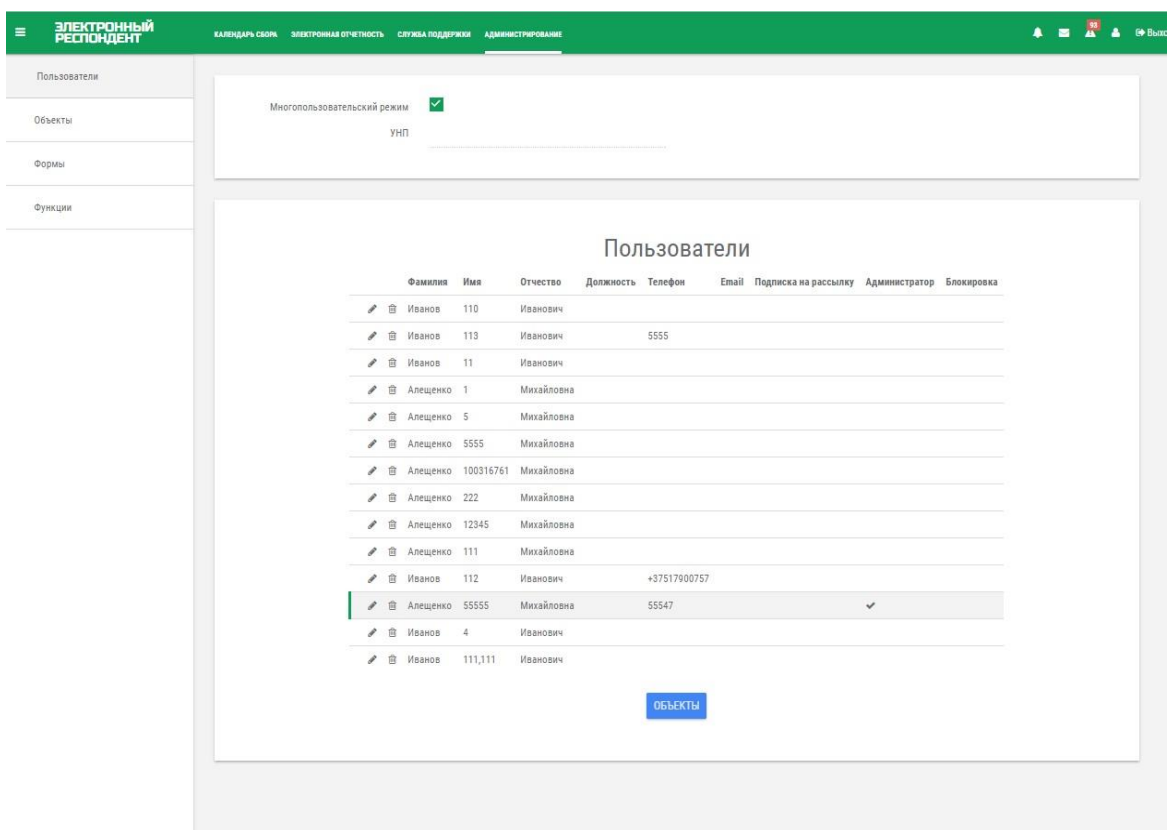 ЭЛЕКТРОННЫЙ
РЕСПОНДЕНТ
КАЛЕНДАРЬ СБОРА ЭЛЕКТРОННАЯ ОТЧЕТНОСТЬ СЛУЖБА ПОДДЕРЖКИ АДМИНИСТРИРОВАНИЕ 93
Пользователи
Объекты
Формы
Функции
Многопользовательский режим
УНП
Пользователи
Фамилия Имя Отчество Должность Телефон Email Подписка на рассылку Администратор Блокировка
Иванов 110 Иванович
Иванов 113 Иванович 5555
Иванов 11 Иванович
Алещенко 1 Михайловна
Алещенко 5 Михайловна
Алещенко 5555 Михайловна
Алещенко 100316761 Михайловна
Алещенко 222 Михайловна
Алещенко 12345 Михайловна
Алещенко 111 Михайловна
Иванов 112 Иванович +37517900757
Алещенко 55555 Михайловна 55547
Иванов 4 Иванович
Иванов 111,111 Иванович
ОБЪЕКТЫ